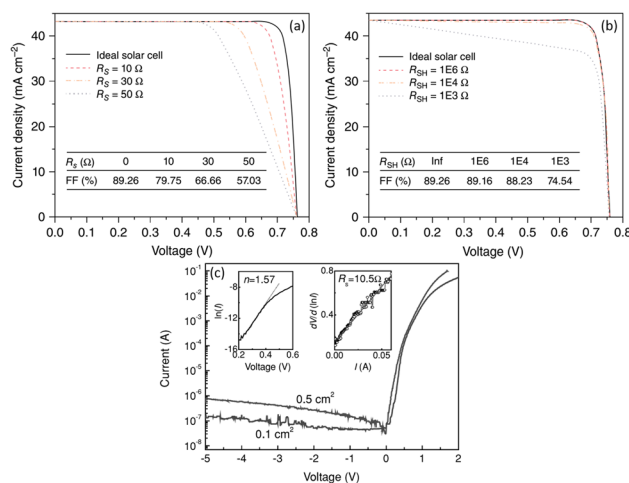 (a)
Ideal solar cell
R_S = 10 Ω
R_S = 30 Ω
R_S = 50 Ω
R_s (Ω) 0 10 30 50
FF (%) 89.26 79.75 66.66 57.03
Current density (mA cm⁻²)
40
30
20
10
0
0.0 0.1 0.2 0.3 0.4 0.5 0.6 0.7 0.8
Voltage (V)
(b)
Ideal solar cell
R_SH = 1E6 Ω
R_SH = 1E4 Ω
R_SH = 1E3 Ω
R_SH (Ω) Inf 1E6 1E4 1E3
FF (%) 89.26 89.16 88.23 74.54
Current density (mA cm⁻²)
40
30
20
10
0
0.0 0.1 0.2 0.3 0.4 0.5 0.6 0.7 0.8
Voltage (V)
(c)
Current (A)
10⁻¹
10⁻²
10⁻³
10⁻⁴
10⁻⁵
10⁻⁶
10⁻⁷
10⁻⁸
n=1.57
ln(I)
-8
-12
-16
0.2 0.4 0.6
Voltage (V)
R_s=10.5Ω
dV/d (lnI)
0.8
0.4
0.00 0.05
I (A)
0.5 cm²
0.1 cm²
-5 -4 -3 -2 -1 0 1 2
Voltage (V)